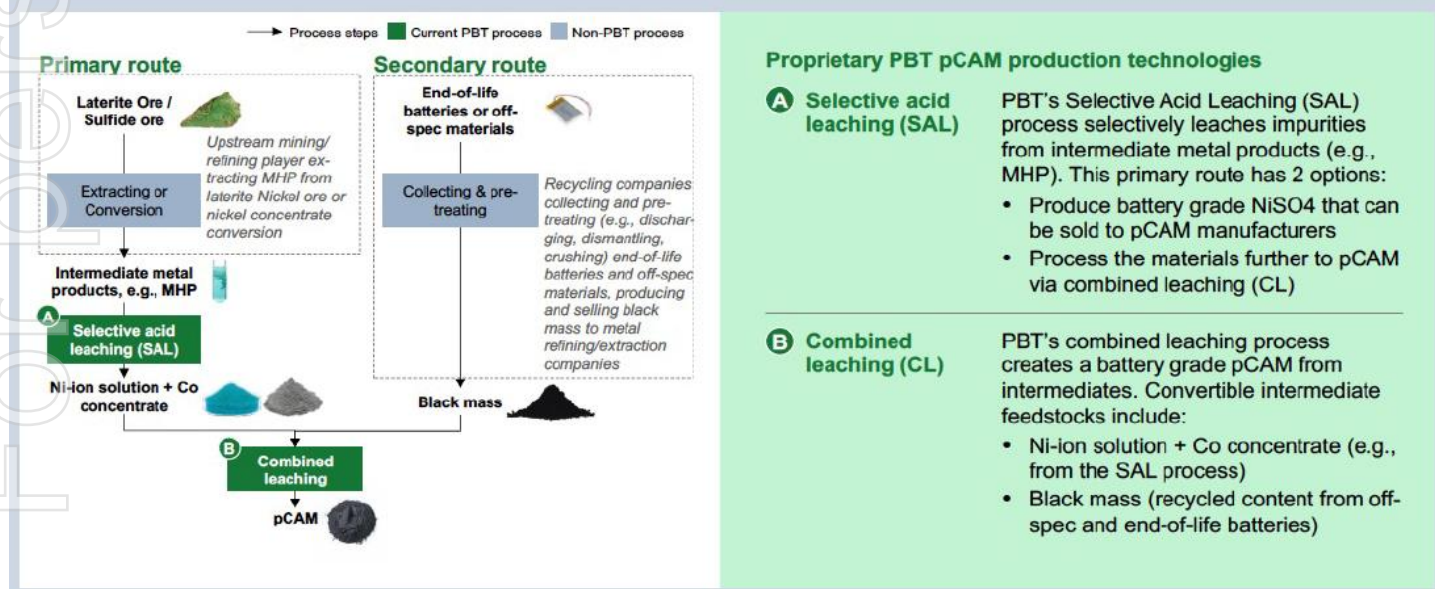 For pers
Process steps Current PBT process Non-PBT process
Primary route
Laterite Ore /
Sulfide ore
Upstream mining/
refining player ex-
tracting MHP from
laterite Nickel ore or
nickel concentrate
conversion
Extracting or
Conversion
Intermediate metal
products, e.g., MHP
A
Selective acid
leaching (SAL)
Ni-ion solution + Co
concentrate
Secondary route
End-of-life
batteries or off-
spec materials
Collecting & pre-
treating
Recycling companies
collecting and pre-
treating (e.g., dischar-
ging, dismantling,
crushing) end-of-life
batteries and off-spec
materials, producing
and selling black
mass to metal
refining/extraction
companies
Black mass
B
Combined
leaching
pCAM
Proprietary PBT pCAM production technologies
A Selective acid
leaching (SAL)
PBT's Selective Acid Leaching (SAL)
process selectively leaches impurities
from intermediate metal products (e.g.,
MHP). This primary route has 2 options:
• Produce battery grade NiSO4 that can
be sold to pCAM manufacturers
• Process the materials further to pCAM
via combined leaching (CL)
B Combined
leaching (CL)
PBT's combined leaching process
creates a battery grade pCAM from
intermediates. Convertible intermediate
feedstocks include:
• Ni-ion solution + Co concentrate (e.g.,
from the SAL process)
• Black mass (recycled content from off-
spec and end-of-life batteries)